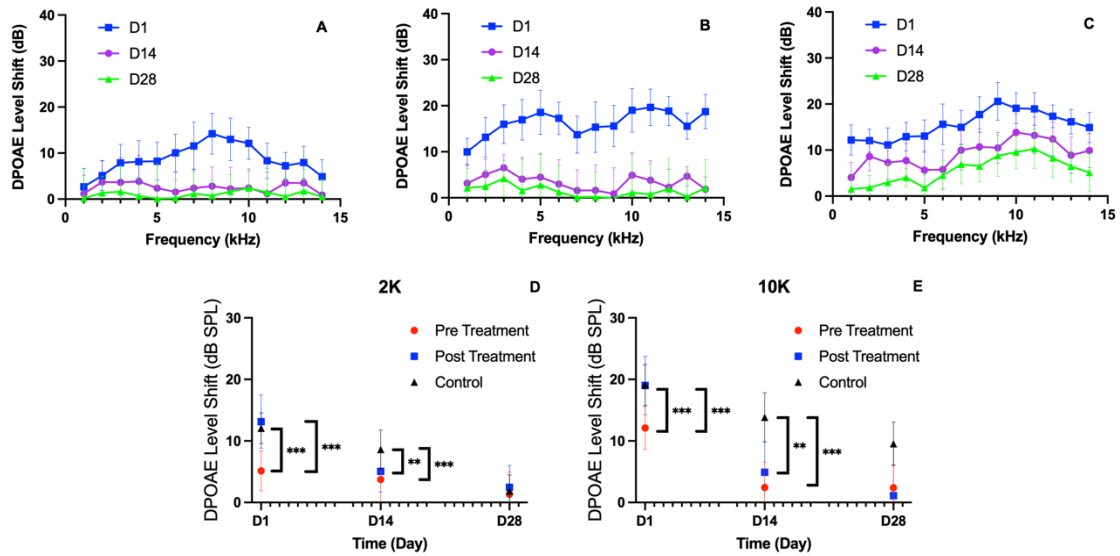 40
30
20
10
0
DPOAE Level Shift (dB)
D1
D14
D28
A
0
5
10
15
Frequency (kHz)
40
30
20
10
0
DPOAE Level Shift (dB)
D1
D14
D28
B
0
5
10
15
Frequency (kHz)
40
30
20
10
0
DPOAE Level Shift (dB)
D1
D14
D28
C
0
5
10
15
Frequency (kHz)
2K
D
30
20
10
0
DPOAE Level Shift (dB SPL)
Pre Treatment
Post Treatment
Control
*** ***
** ***
D1
D14
D28
Time (Day)
10K
E
30
20
10
0
DPOAE Level Shift (dB SPL)
Pre Treatment
Post Treatment
Control
*** ***
** ***
D1
D14
D28
Time (Day)